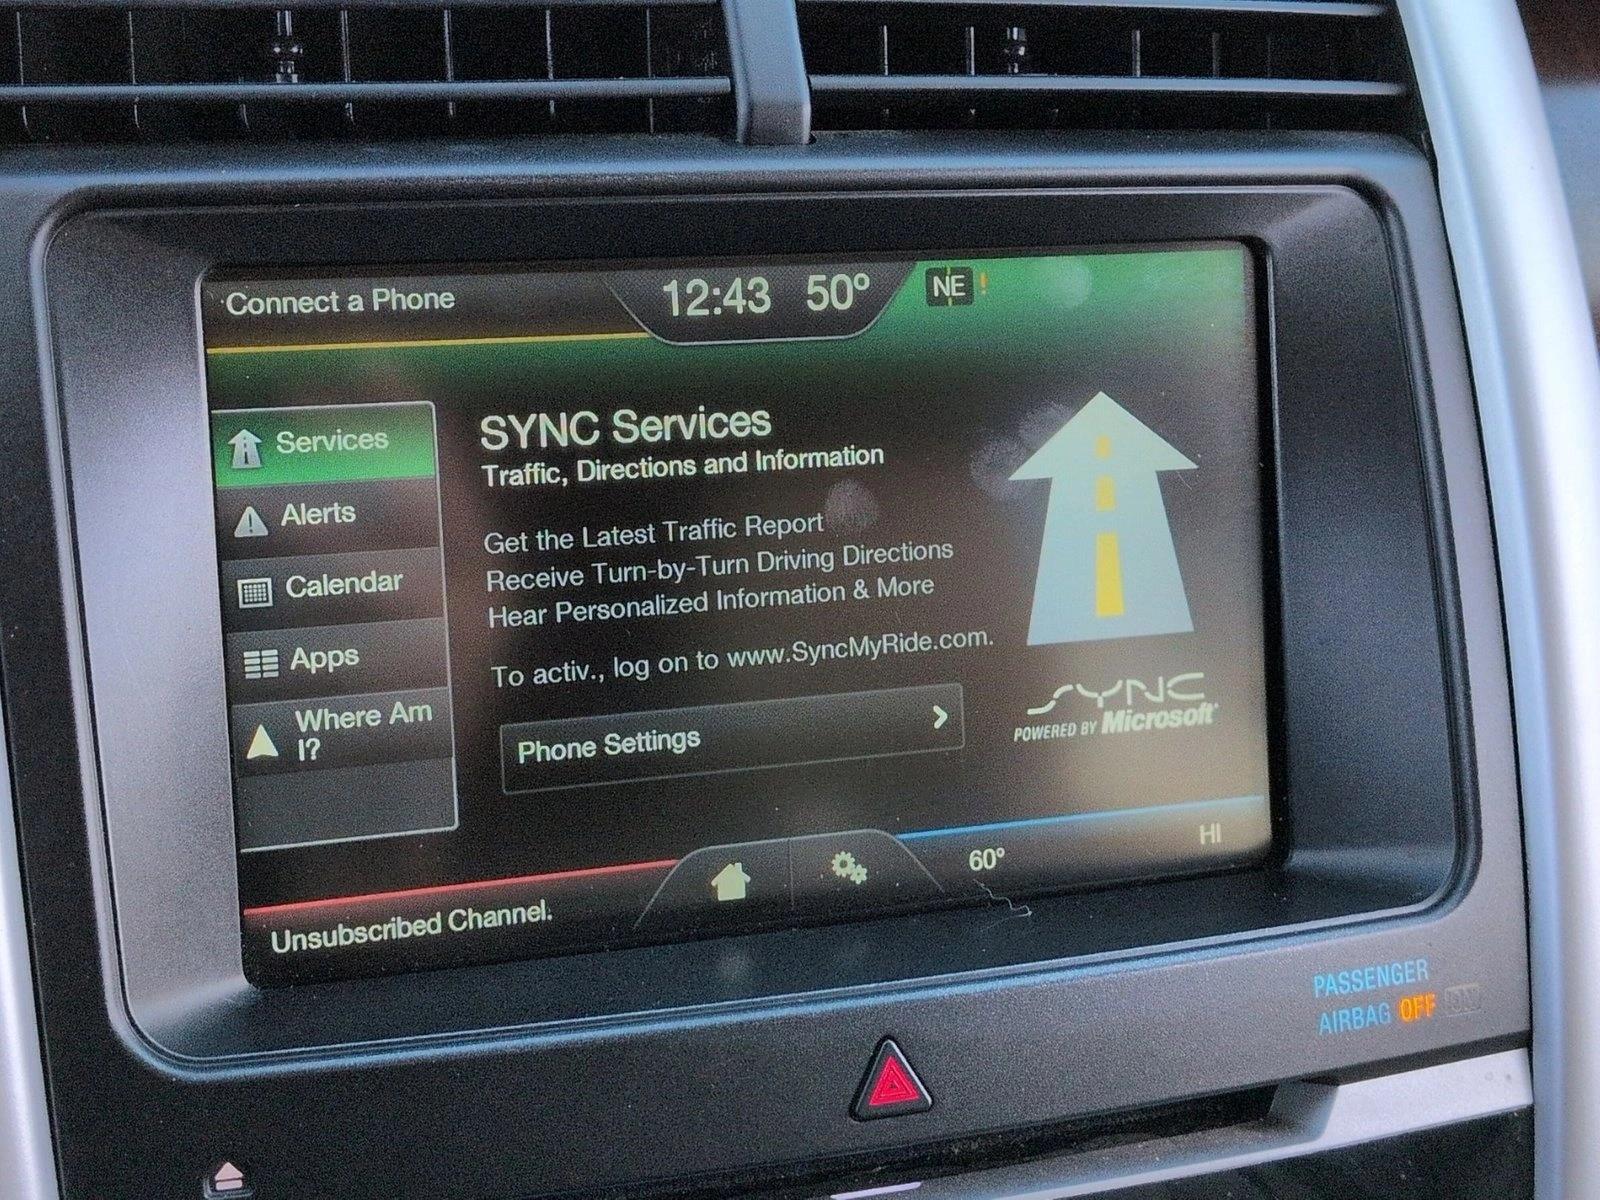 Connect a Phone
12:43 50° NE !
Services
Alerts
Calendar
Apps
Where Am
I?
SYNC Services
Traffic, Directions and Information
Get the Latest Traffic Report
Receive Turn-by-Turn Driving Directions
Hear Personalized Information & More
To activ., log on to www.SyncMyRide.com.
Phone Settings
SYNC
POWERED BY Microsoft
Unsubscribed Channel.
60°
HI
PASSENGER
AIRBAG OFF ON